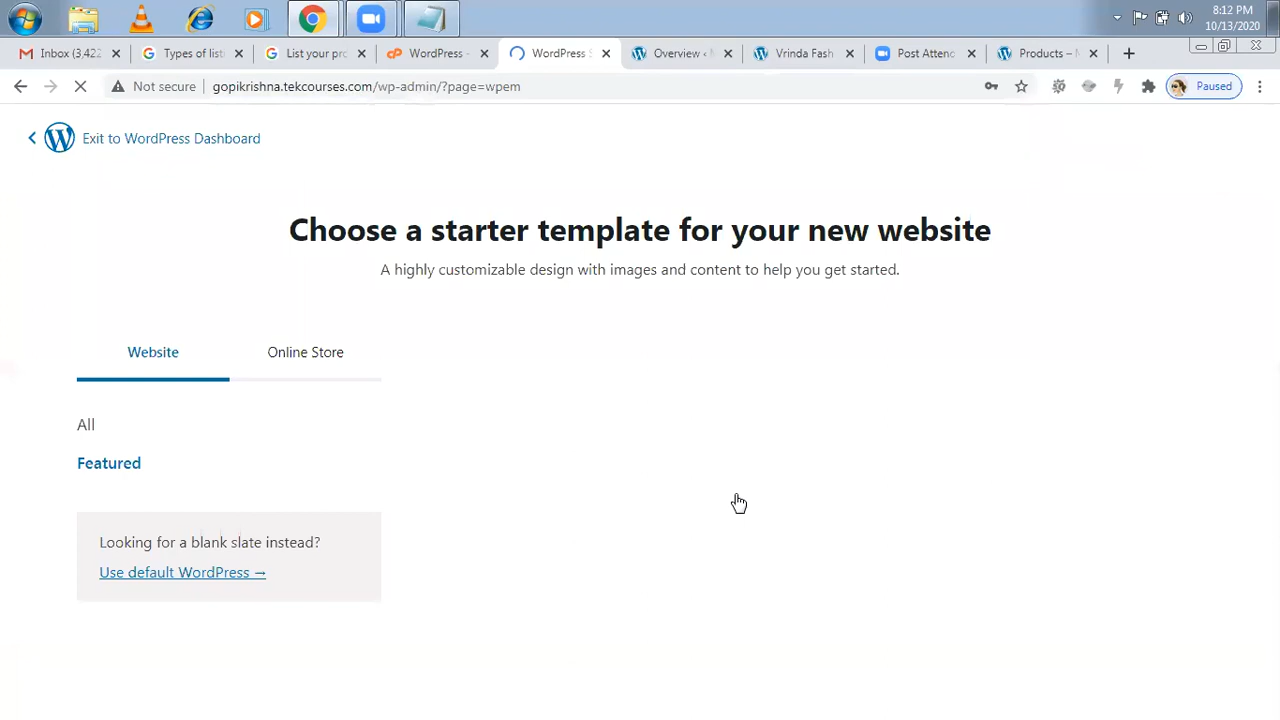 8:12 PM
10/13/2020
Inbox (3,422
Types of list
List your pro
WordPress -
WordPress S
Overview ‹
Vrinda Fash
Post Atteno
Products –
Not secure
gopikrishna.tekcourses.com/wp-admin/?page=wpem
Paused
Exit to WordPress Dashboard
Choose a starter template for your new website
A highly customizable design with images and content to help you get started.
Website
Online Store
All
Featured
Looking for a blank slate instead?
Use default WordPress →